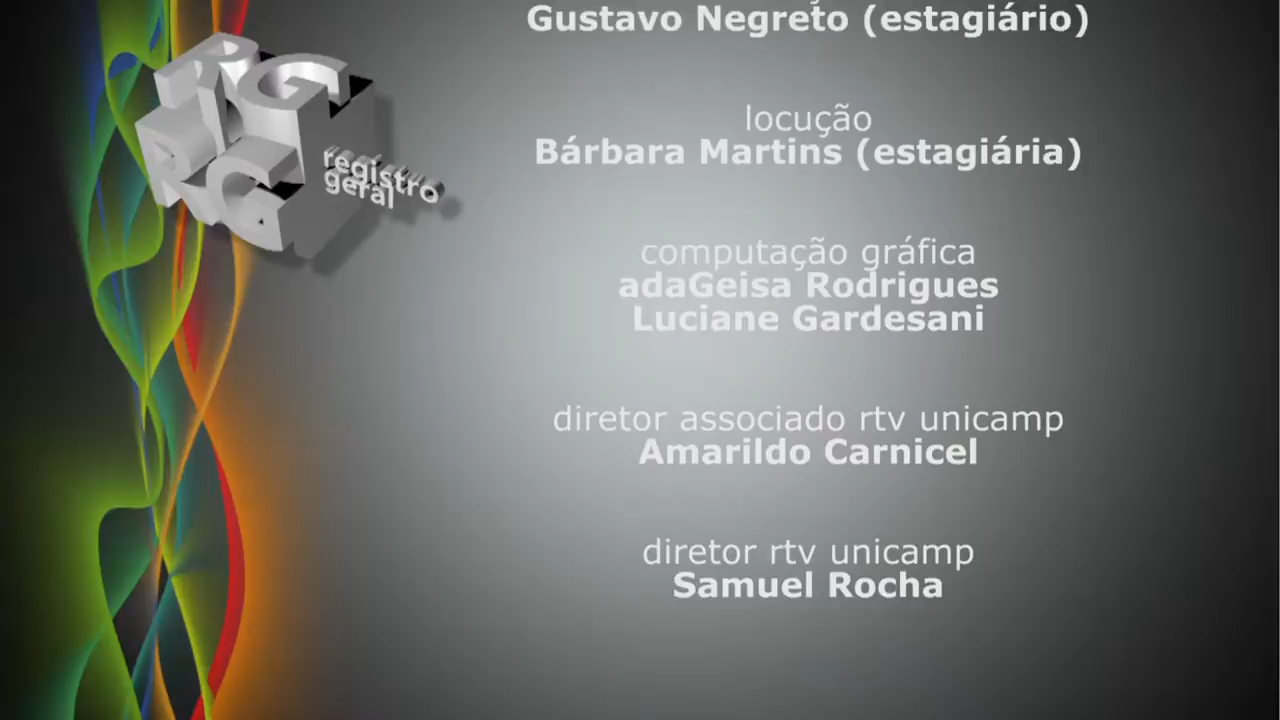 Gustavo Negreto (estagiário)
locução
Bárbara Martins (estagiária)
computação gráfica
adaGeisa Rodrigues
Luciane Gardesani
diretor associado rtv unicamp
Amarildo Carnicel
diretor rtv unicamp
Samuel Rocha
RG
RG
registro
geral